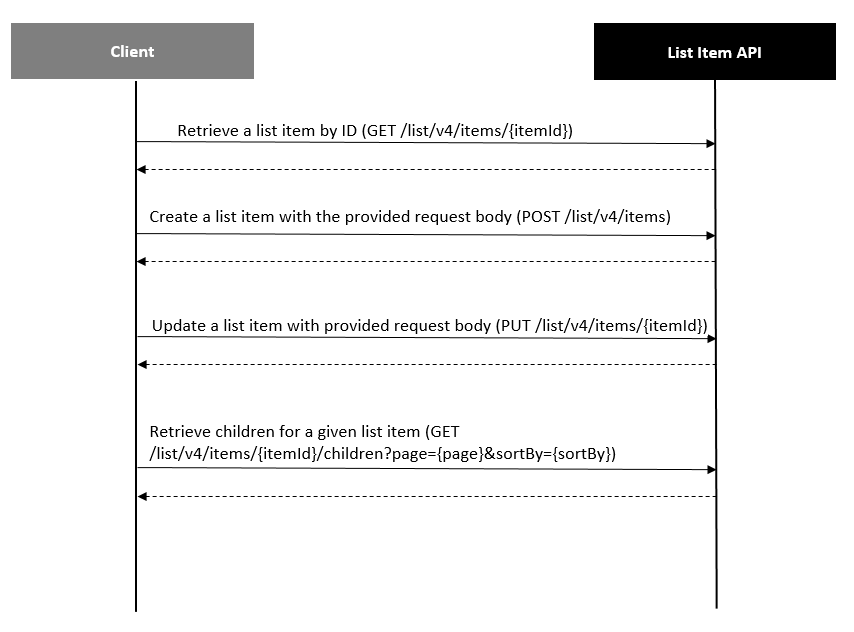 Client
List Item API
Retrieve a list item by ID (GET /list/v4/items/{itemId})
Create a list item with the provided request body (POST /list/v4/items)
Update a list item with provided request body (PUT /list/v4/items/{itemId})
Retrieve children for a given list item (GET
/list/v4/items/{itemId}/children?page={page}&sortBy={sortBy})